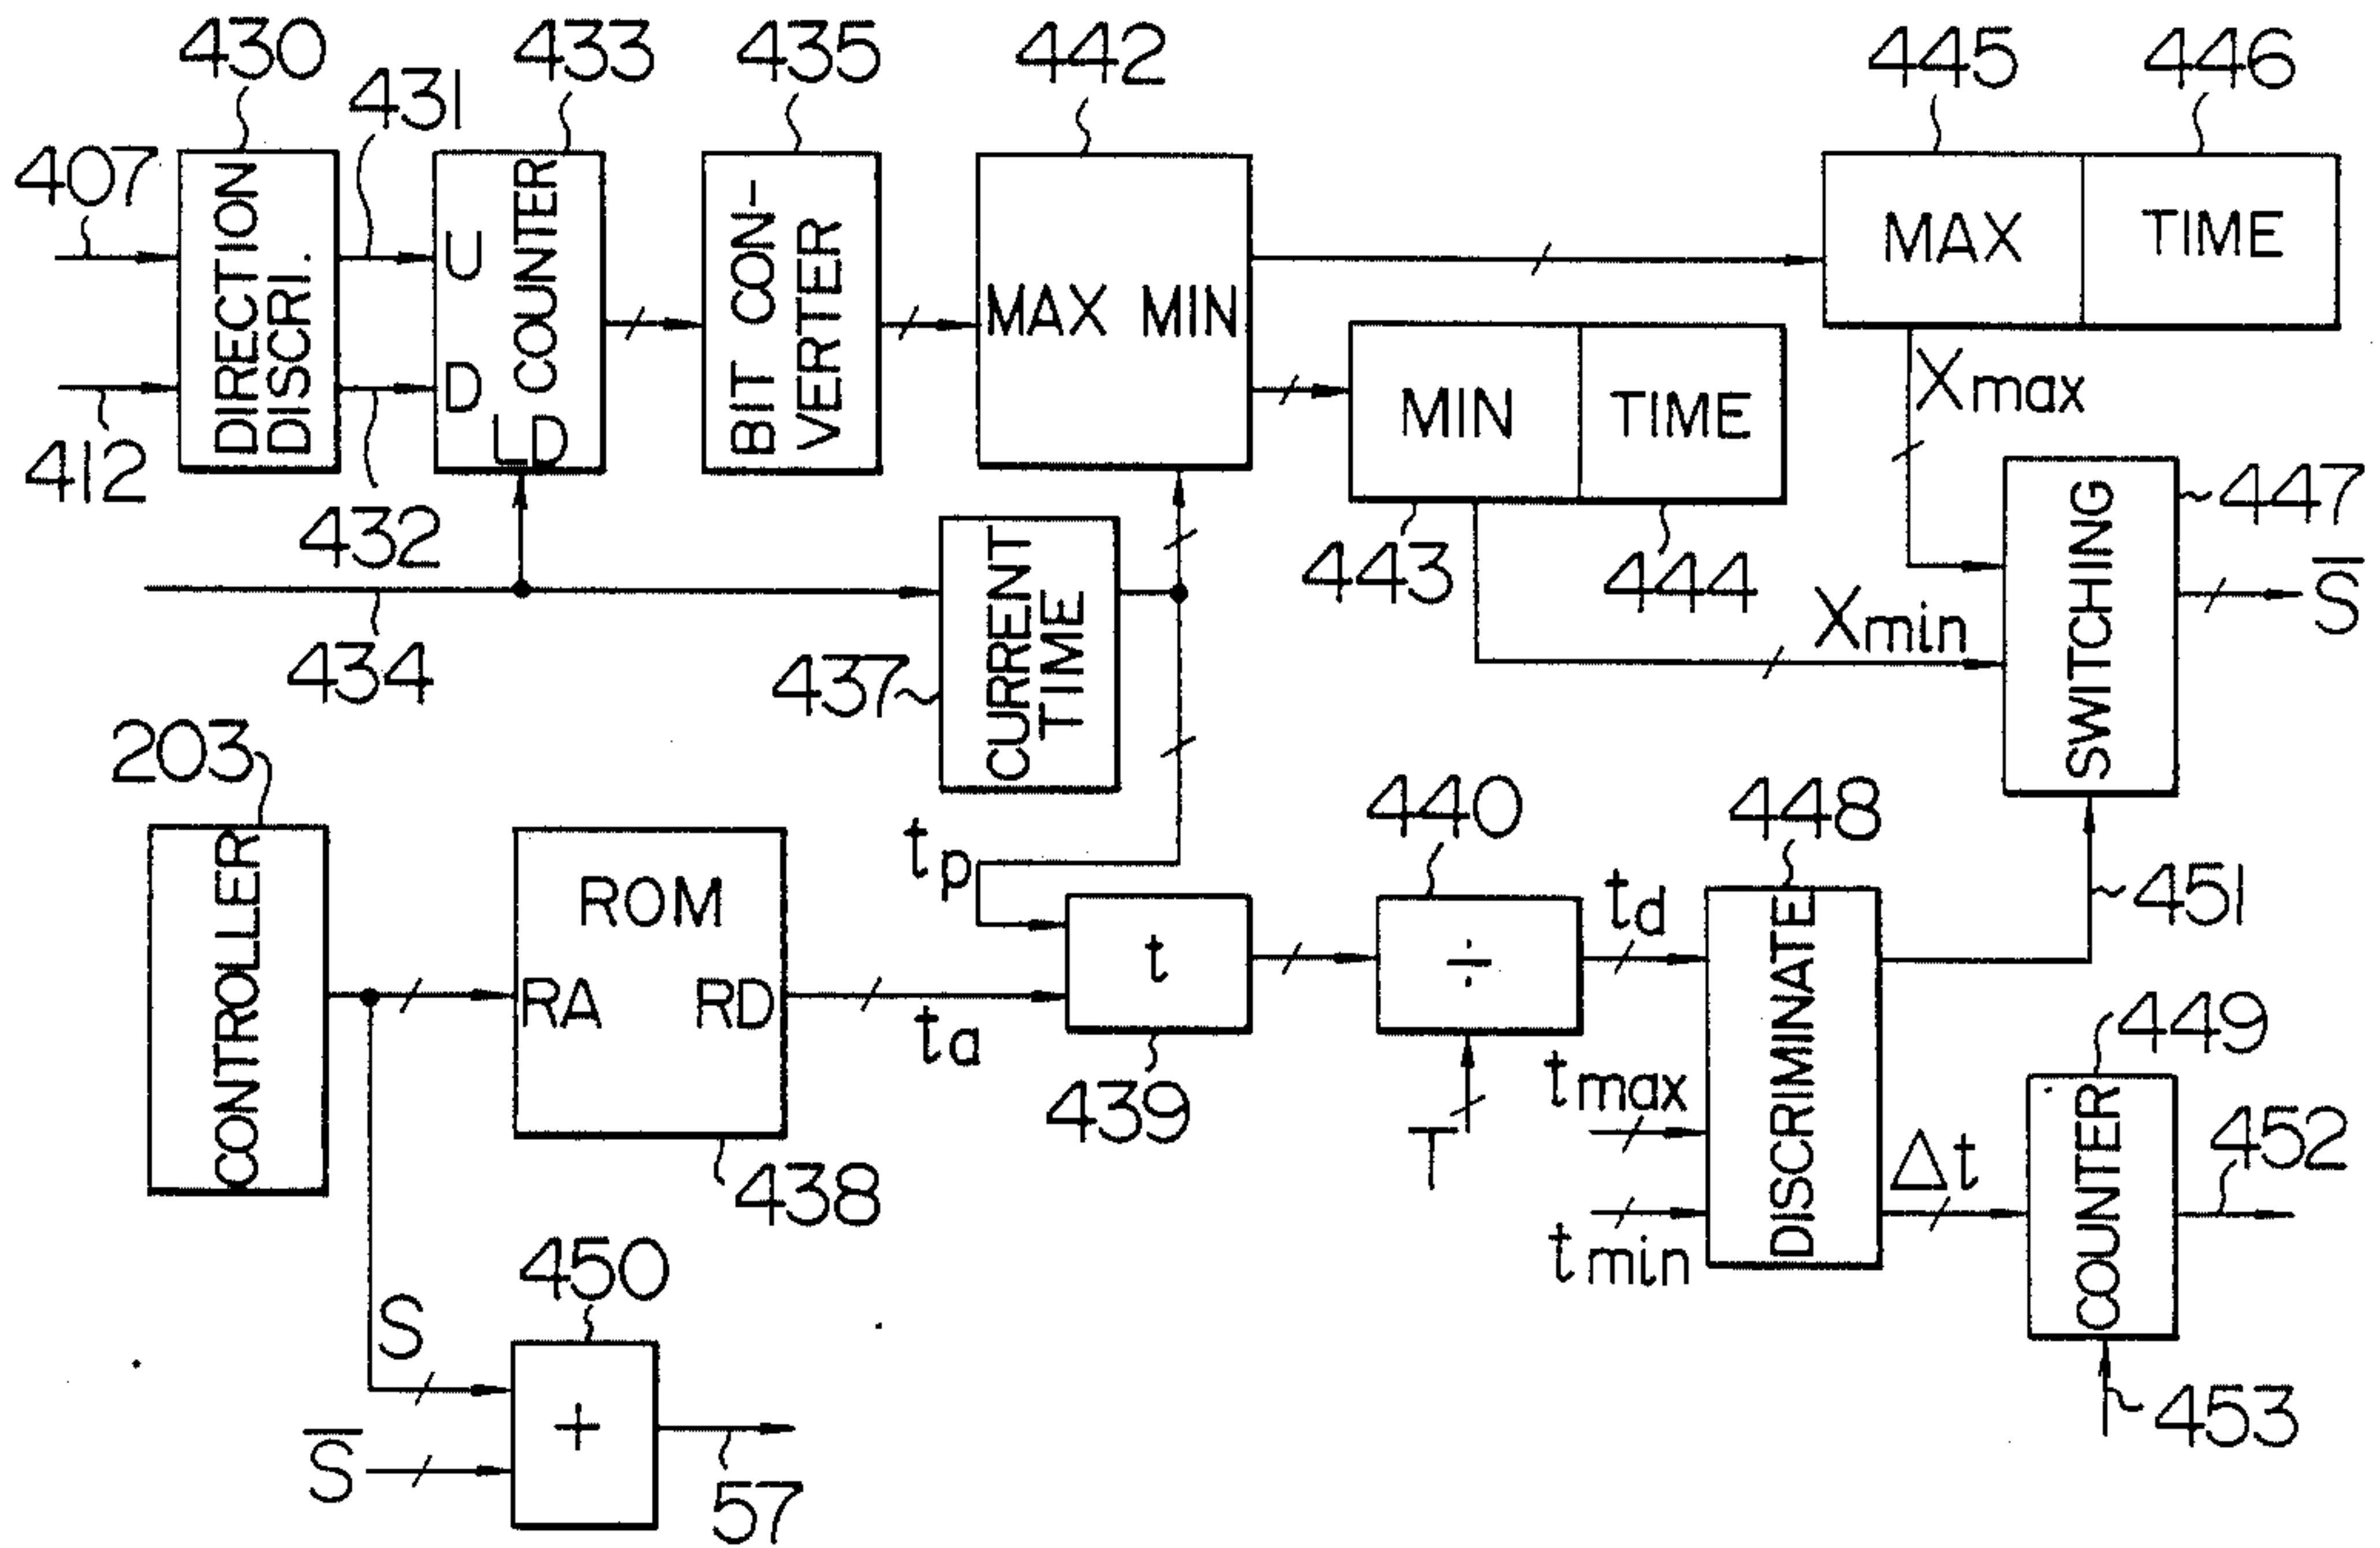 430
433
435
442
445
446
431
407
412
432
434
DIRECTION
DISCRI.
U
D
LD
COUNTER
BIT CON-
VERTER
MAX MIN
MAX
TIME
MIN
TIME
443
444
Xmax
Xmin
SWITCHING
447
S̅
CURRENT
TIME
437
203
CONTROLLER
ROM
RA
RD
438
tp
ta
t
439
440
÷
T
td
tmax
tmin
448
DISCRIMINATE
451
Δt
449
COUNTER
452
453
S
S̅
450
+
57